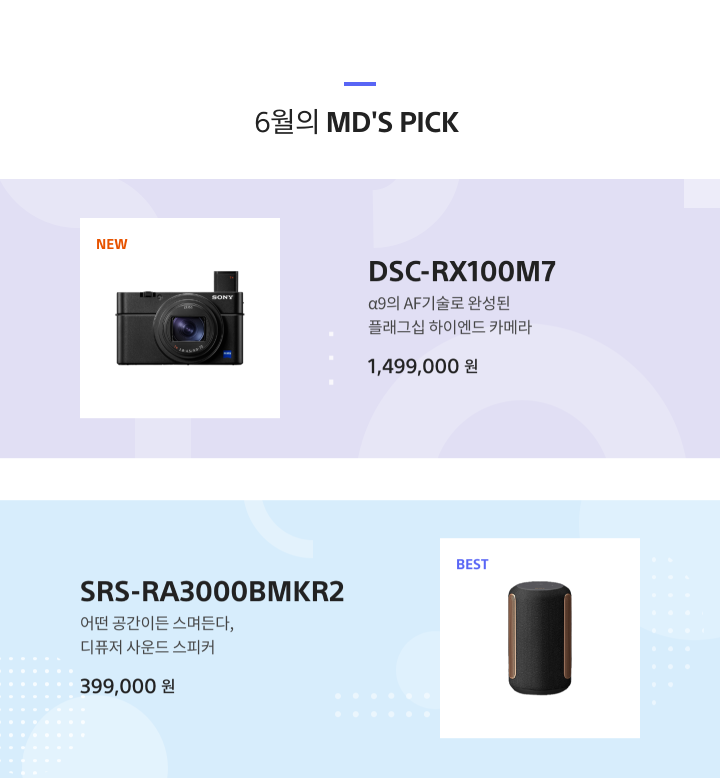 6월의 MD'S PICK
NEW
SONY
DSC-RX100M7
α9의 AF기술로 완성된
플래그십 하이엔드 카메라
1,499,000 원
SRS-RA3000BMKR2
어떤 공간이든 스며든다,
디퓨저 사운드 스피커
399,000 원
BEST